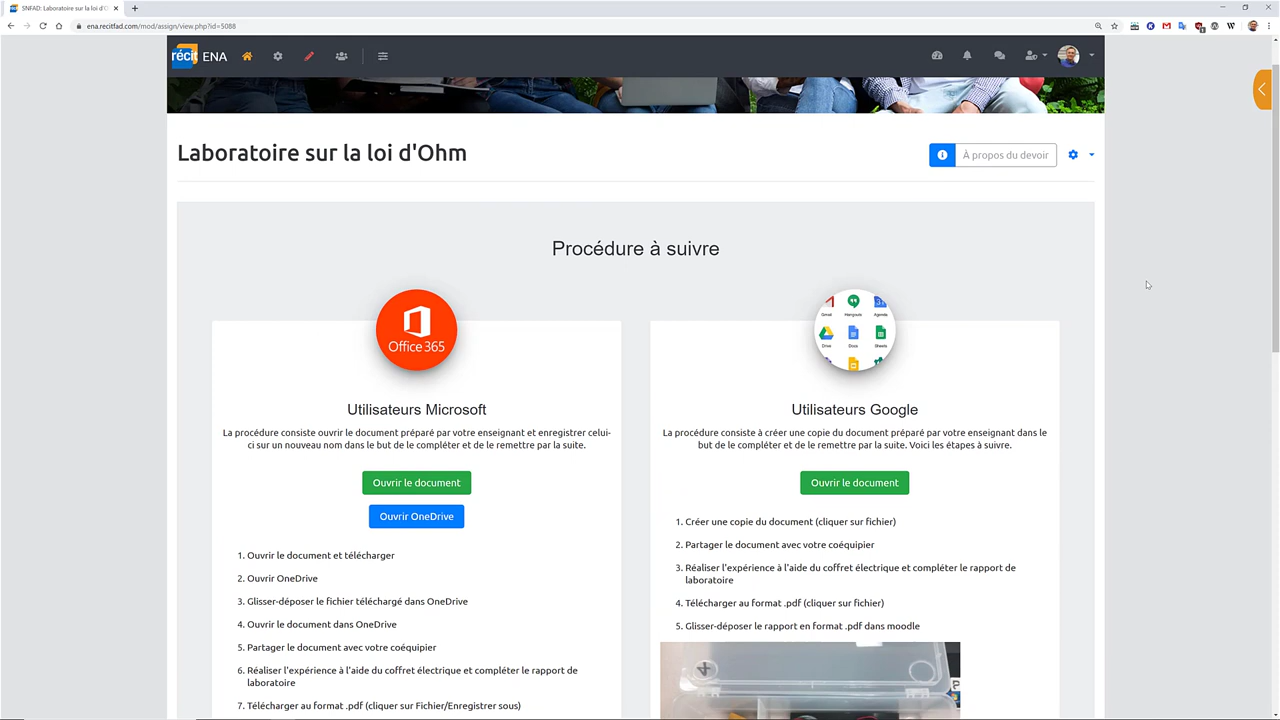 SNFAD: Laboratoire sur la loi d'O
ena.recitfad.com/mod/assign/view.php?id=5088
récit ENA
Laboratoire sur la loi d'Ohm
À propos du devoir
Procédure à suivre
Office 365
Gmail Hangouts Agenda
Drive Docs Sheets
Utilisateurs Microsoft
La procédure consiste ouvrir le document préparé par votre enseignant et enregistrer celui-
ci sur un nouveau nom dans le but de le compléter et de le remettre par la suite.
Ouvrir le document
Ouvrir OneDrive
1. Ouvrir le document et télécharger
2. Ouvrir OneDrive
3. Glisser-déposer le fichier téléchargé dans OneDrive
4. Ouvrir le document dans OneDrive
5. Partager le document avec votre coéquipier
6. Réaliser l'expérience à l'aide du coffret électrique et compléter le rapport de
laboratoire
7. Télécharger au format .pdf (cliquer sur Fichier/Enregistrer sous)
Utilisateurs Google
La procédure consiste à créer une copie du document préparé par votre enseignant dans le
but de le compléter et de le remettre par la suite. Voici les étapes à suivre.
Ouvrir le document
1. Créer une copie du document (cliquer sur fichier)
2. Partager le document avec votre coéquipier
3. Réaliser l'expérience à l'aide du coffret électrique et compléter le rapport de
laboratoire
4. Télécharger au format .pdf (cliquer sur fichier)
5. Glisser-déposer le rapport en format .pdf dans moodle